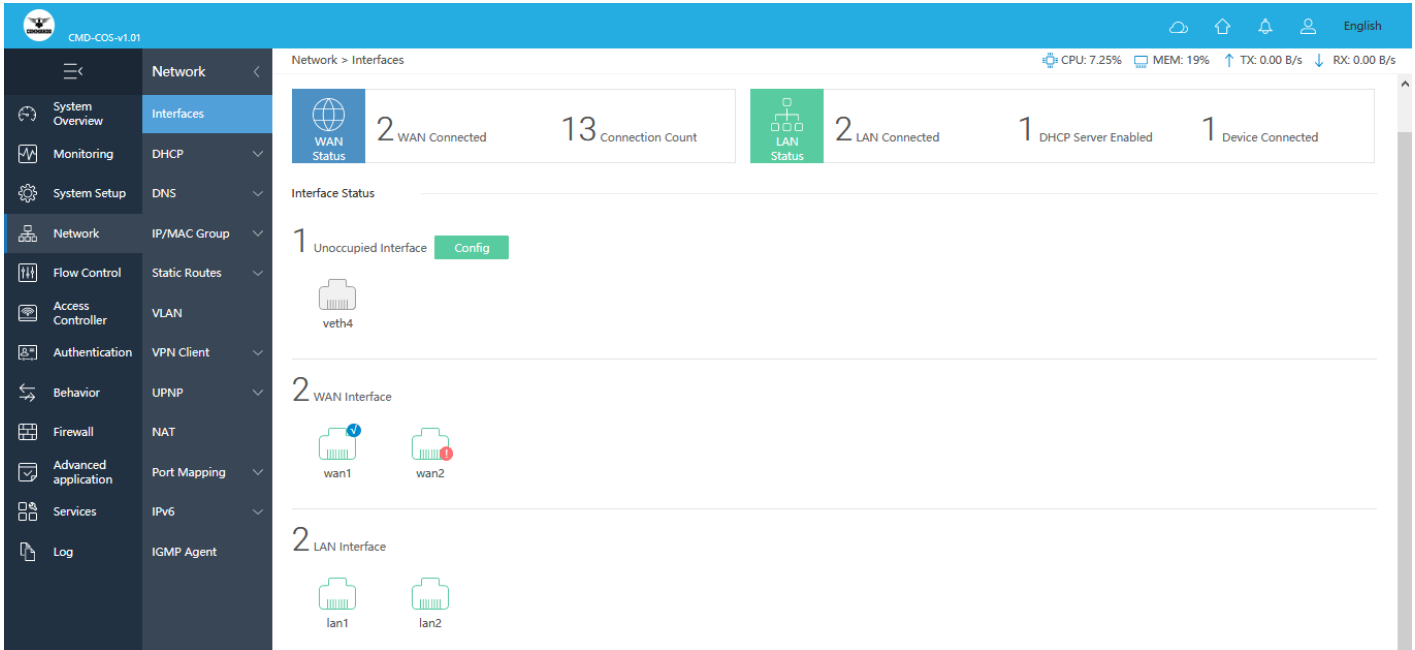 COMMANDO
CMD-COS-v1.01
English
Network
Network > Interfaces
CPU: 7.25% MEM: 19% TX: 0.00 B/s RX: 0.00 B/s
System
Overview
Monitoring
System Setup
Network
Flow Control
Access
Controller
Authentication
Behavior
Firewall
Advanced
application
Services
Log
Interfaces
DHCP
DNS
IP/MAC Group
Static Routes
VLAN
VPN Client
UPNP
NAT
Port Mapping
IPv6
IGMP Agent
WAN
Status
2 WAN Connected
13 Connection Count
LAN
Status
2 LAN Connected
1 DHCP Server Enabled
1 Device Connected
Interface Status
1 Unoccupied Interface
Config
veth4
2 WAN Interface
wan1
wan2
2 LAN Interface
lan1
lan2